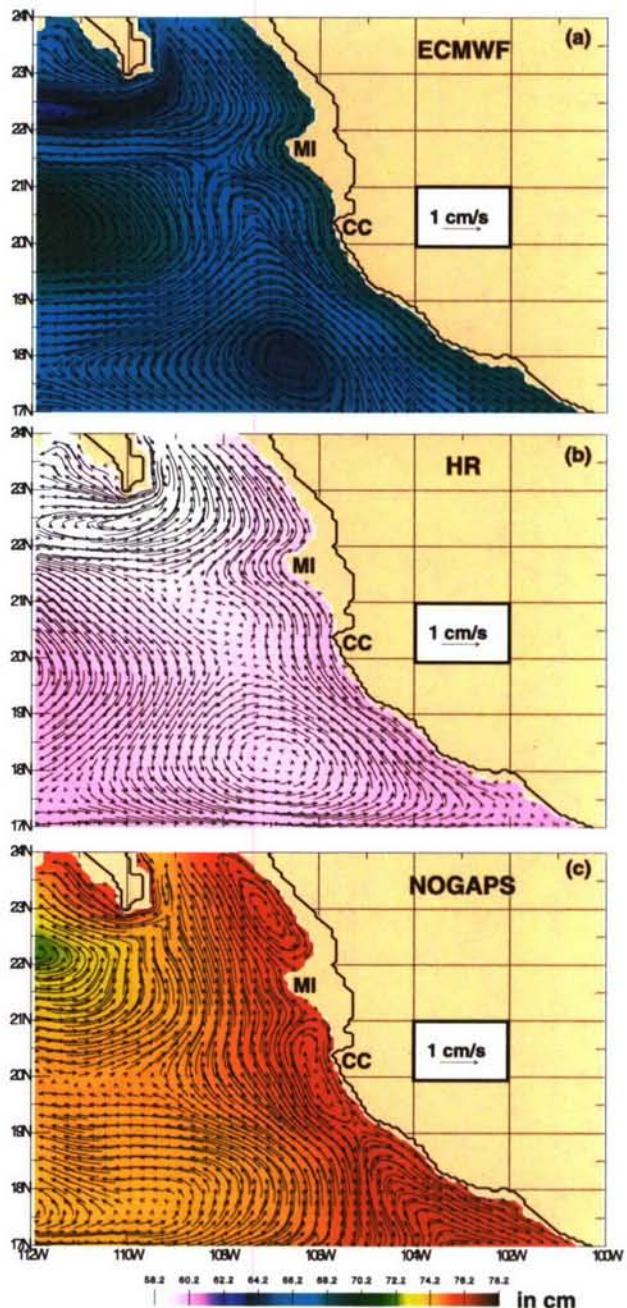 24N
(a)
ECMWF
23N
22N
MI
21N
1 cm/s
CC
20N
19N
18N
17N
24N
(b)
HR
23N
22N
MI
21N
1 cm/s
CC
20N
19N
18N
17N
24N
(c)
NOGAPS
23N
22N
MI
21N
1 cm/s
CC
20N
19N
18N
17N
112W 110W 108W 106W 104W 102W 100W
58.2 60.2 62.2 64.2 66.2 68.2 70.2 72.2 74.2 76.2 78.2
in cm